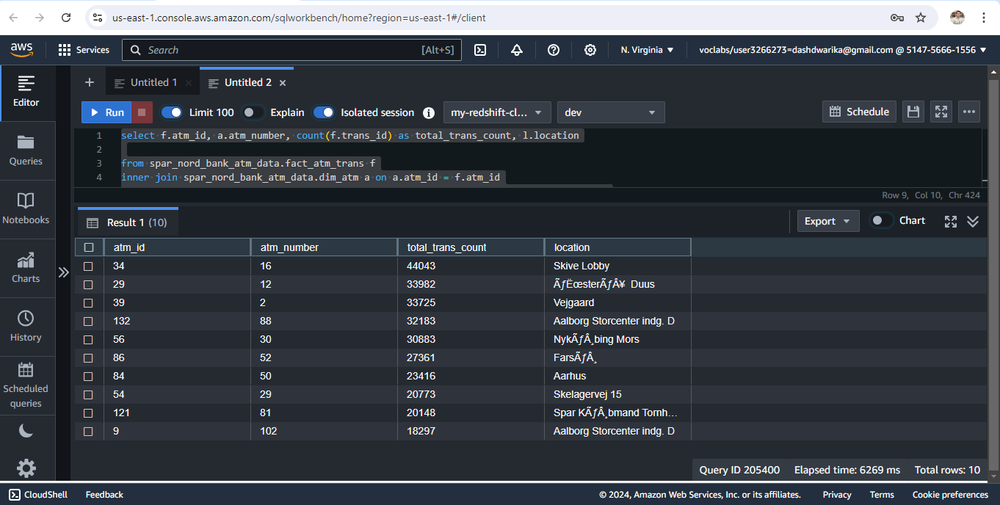 us-east-1.console.aws.amazon.com/sqlworkbench/home?region=us-east-1#/client
aws Services Search [Alt+S] N. Virginia voclabs/user3266273=dashdwarika@gmail.com @ 5147-5666-1556
Editor
Queries
Notebooks
Charts
History
Scheduled
queries
Untitled 1 Untitled 2
Run Limit 100 Explain Isolated session my-redshift-cl... dev Schedule
1 select f.atm_id, a.atm_number, count(f.trans_id) as total_trans_count, l.location
2
3 from spar_nord_bank_atm_data.fact_atm_trans f
4 inner join spar_nord_bank_atm_data.dim_atm a on a.atm_id = f.atm_id
Row 9, Col 10, Chr 424
Result 1 (10) Export Chart
atm_id atm_number total_trans_count location
34 16 44043 Skive Lobby
29 12 33982 ÃƒËœsterÃƒÂ¥ Duus
39 2 33725 Vejgaard
132 88 32183 Aalborg Storcenter indg. D
56 30 30883 NykÃƒÂ¸bing Mors
86 52 27361 FarsÃƒÂ¸
84 50 23416 Aarhus
54 29 20773 Skelagervej 15
121 81 20148 Spar KÃƒÂ¸bmand Tornh...
9 102 18297 Aalborg Storcenter indg. D
Query ID 205400 Elapsed time: 6269 ms Total rows: 10
CloudShell Feedback © 2024, Amazon Web Services, Inc. or its affiliates. Privacy Terms Cookie preferences